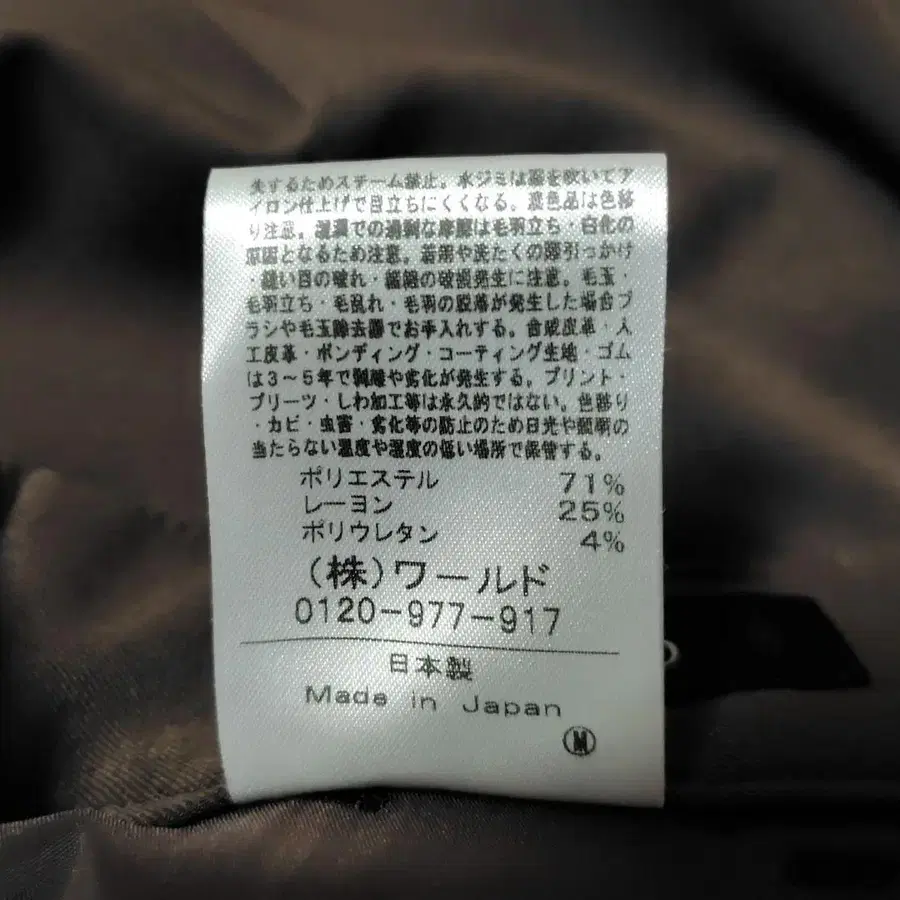 失するためスチーム禁止。水ジミは霧を吹いてア
イロン仕上げで目立ちにくくなる。濃色品は色移
り注意。湿潤での過剰な摩擦は毛羽立ち・白化の
原因となるため注意。着用や洗たくの際引っかけ
・縫い目の破れ・繊維の破損発生に注意。毛玉・
毛羽立ち・毛乱れ・毛羽の脱落が発生した場合ブ
ラシや毛玉除去器でお手入れする。合成皮革・人
工皮革・ボンディング・コーティング生地・ゴム
は3～5年で剥離や劣化が発生する。プリント・
プリーツ・しわ加工等は永久的ではない。色移り
・カビ・虫害・劣化等の防止のため日光や照明の
当たらない温度や湿度の低い場所で保管する。
ポリエステル 71%
レーヨン 25%
ポリウレタン 4%
(株)ワールド
0120-977-917
日本製
Made in Japan
Ⓜ